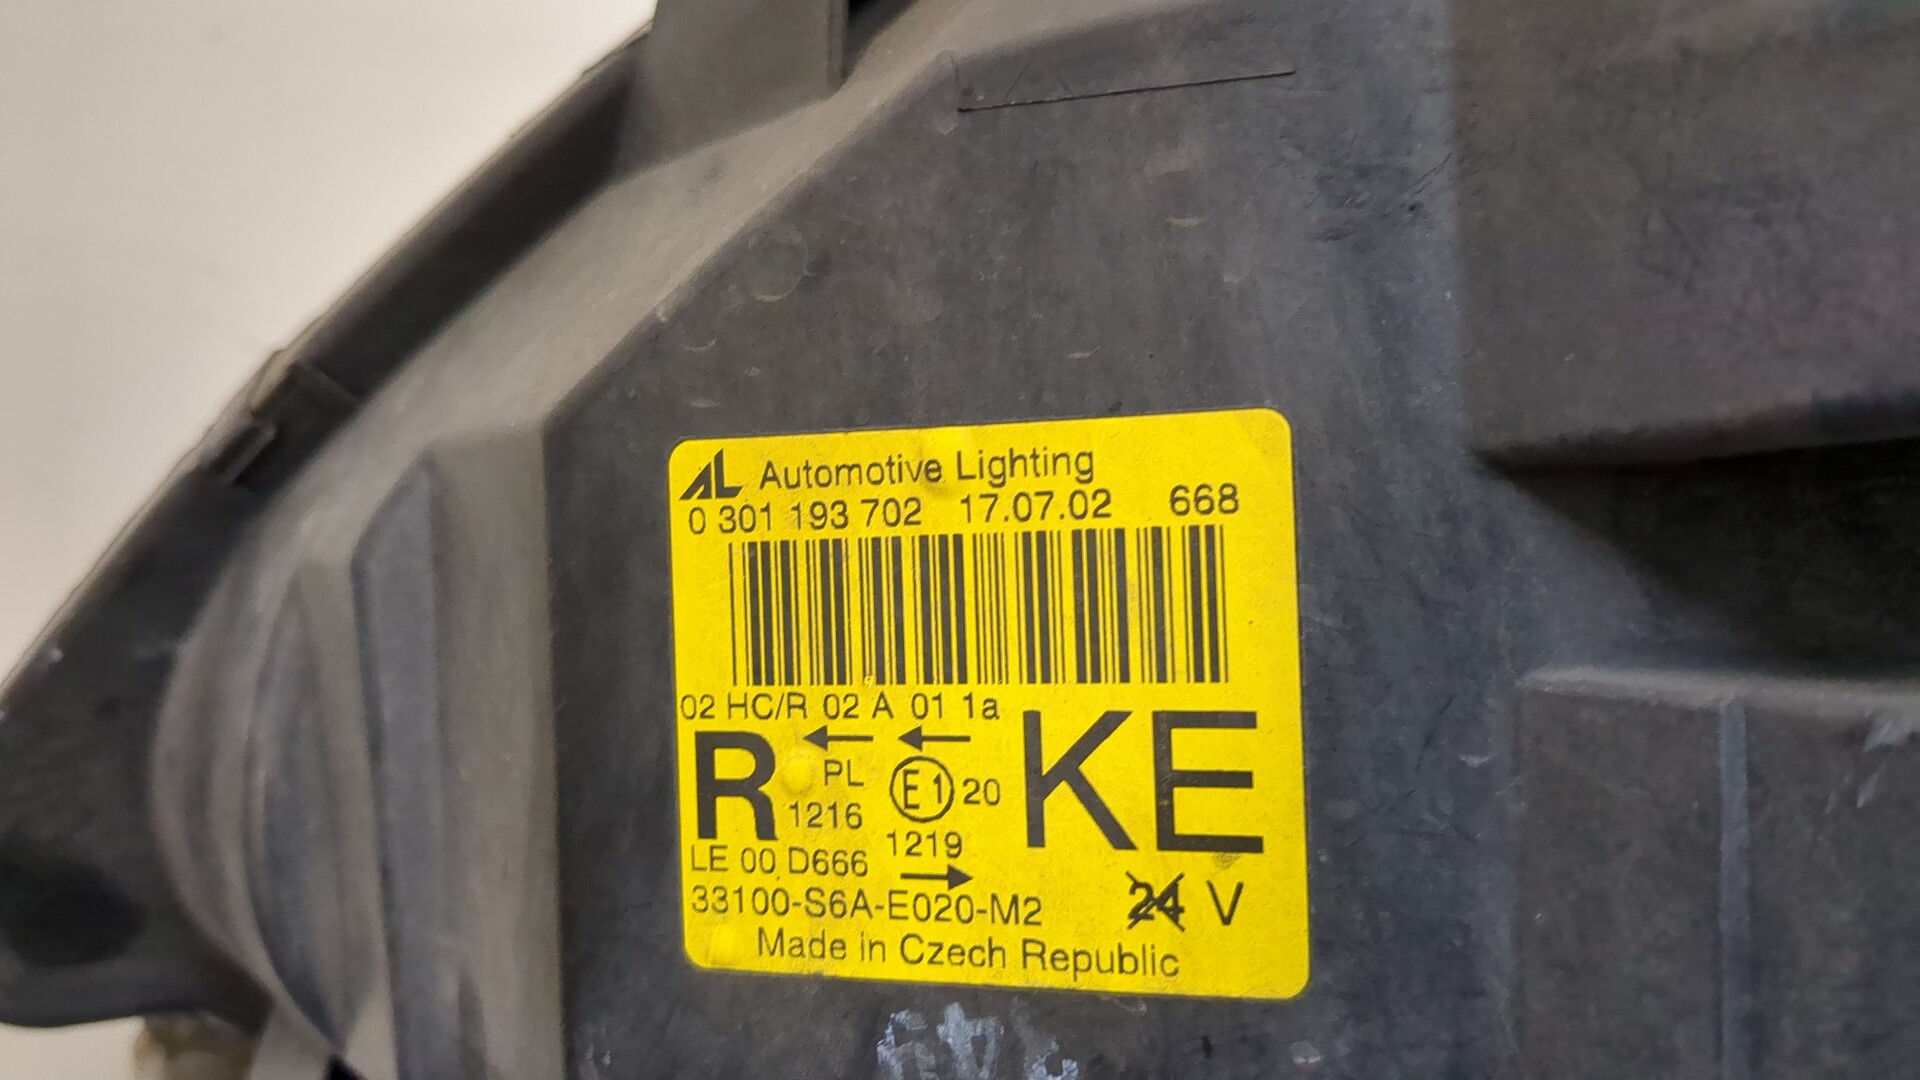 AL Automotive Lighting
0 301 193 702 17.07.02 668
02 HC/R 02 A 01 1a
R PL E1 20 KE
1216
1219
LE 00 D666
33100-S6A-E020-M2 24 V
Made in Czech Republic